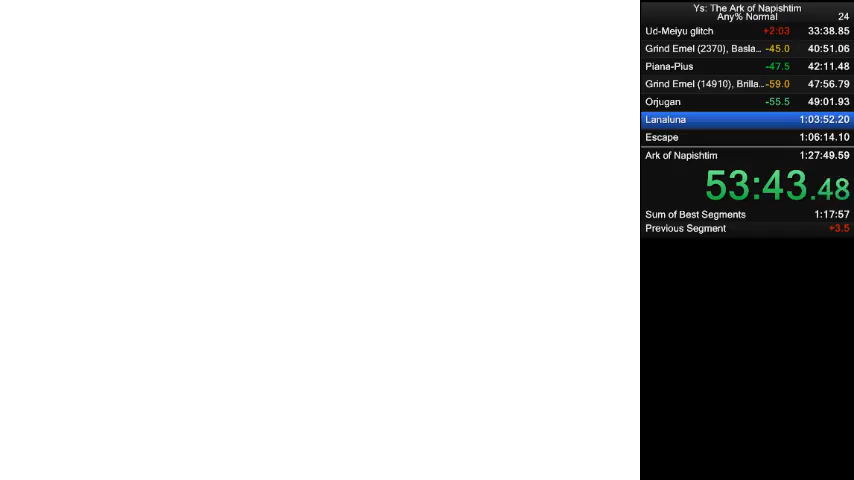 Ys: The Ark of Napishtim
Any% Normal 24
Ud-Meiyu glitch +2:03 33:38.85
Grind Emel (2370), Basla... -45.0 40:51.06
Piana-Pius -47.5 42:11.48
Grind Emel (14910), Brilla... -59.0 47:56.79
Orjugan -55.5 49:01.93
Lanaluna 1:03:52.20
Escape 1:06:14.10
Ark of Napishtim 1:27:49.59
53:43.48
Sum of Best Segments 1:17:57
Previous Segment +3.5